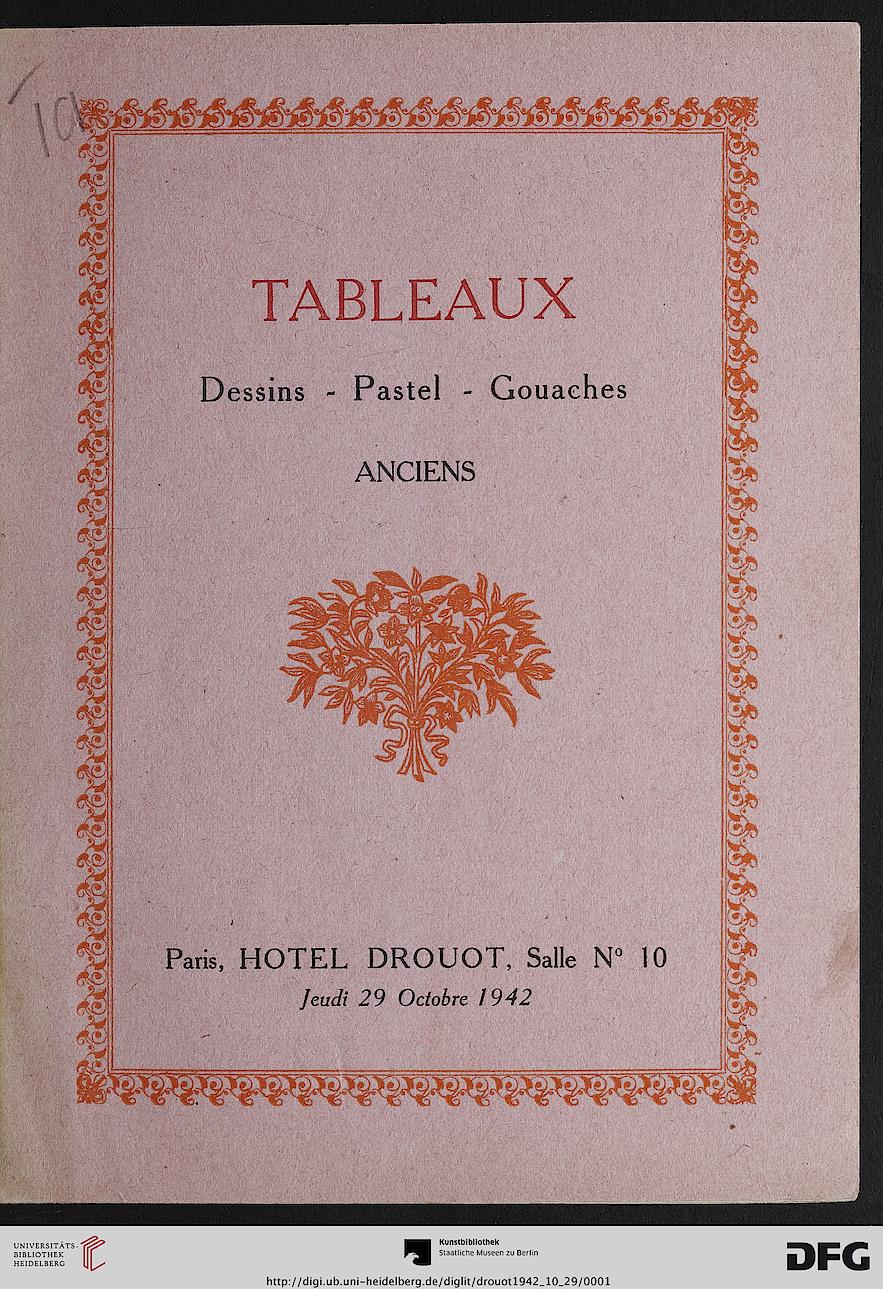 TABLEAUX
Dessins - Pastel - Gouaches
ANCIENS
Paris, HOTEL DROUOT, Salle Nº 10
Jeudi 29 Octobre 1942
UNIVERSITÄTS-
BIBLIOTHEK
HEIDELBERG
Kunstbibliothek
Staatliche Museen zu Berlin
DFG
http://digi.ub.uni-heidelberg.de/diglit/drouot1942_10_29/0001